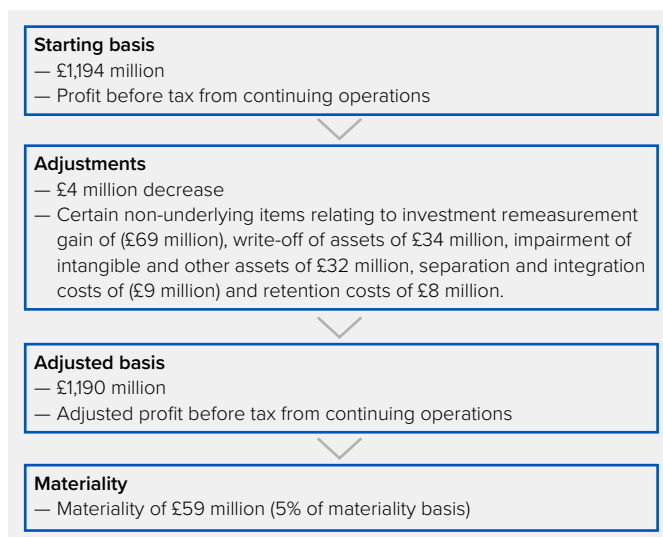 Starting basis
— £1,194 million
— Profit before tax from continuing operations
Adjustments
— £4 million decrease
— Certain non-underlying items relating to investment remeasurement
gain of (£69 million), write-off of assets of £34 million, impairment of
intangible and other assets of £32 million, separation and integration
costs of (£9 million) and retention costs of £8 million.
Adjusted basis
— £1,190 million
— Adjusted profit before tax from continuing operations
Materiality
— Materiality of £59 million (5% of materiality basis)